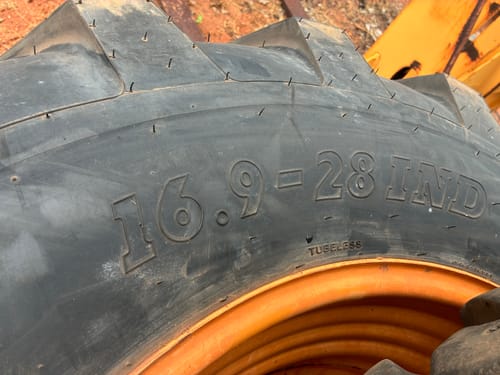 16.9-28 IND
TUBELESS